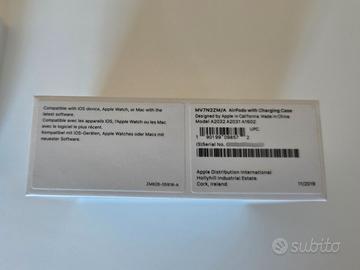 Compatible with iOS device, Apple Watch, or Mac with the
latest software.
Compatible avec les appareils iOS, l'Apple Watch ou les Mac
avec le logiciel le plus récent.
Kompatibel mit iOS-Geräten, Apple Watches oder Macs mit
neuester Software.
MV7N2ZM/A AirPods with Charging Case
Designed by Apple in California. Made in China.
Model A2032 A2031 A1602
UPC
(S) Serial No.
Apple Distribution International
Hollyhill Industrial Estate
Cork, Ireland
11/2019
subito